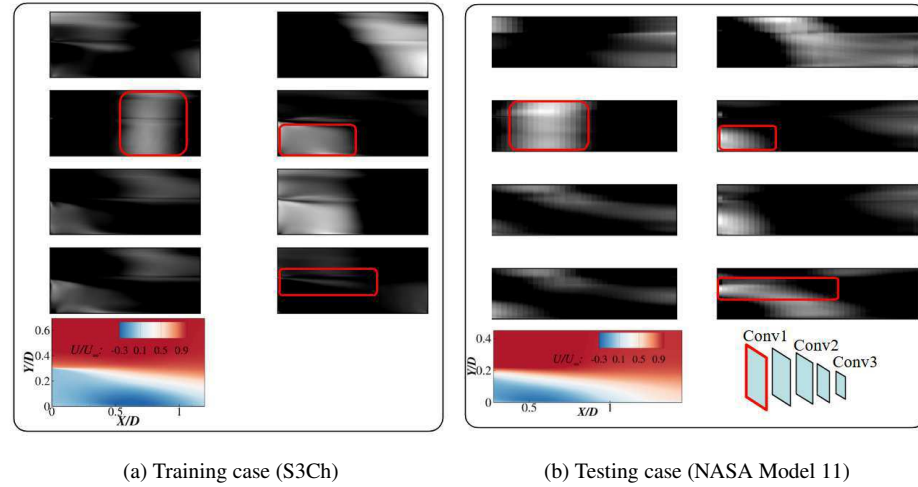 0.6
0.4
0.2
0
Y/D
U/U∞: -0.3 0.1 0.5 0.9
0 0.5 1
X/D
0.4
0.2
0
Y/D
U/U∞: -0.3 0.1 0.5 0.9
0.5 1
X/D
Conv1
Conv2
Conv3
(a) Training case (S3Ch)
(b) Testing case (NASA Model 11)